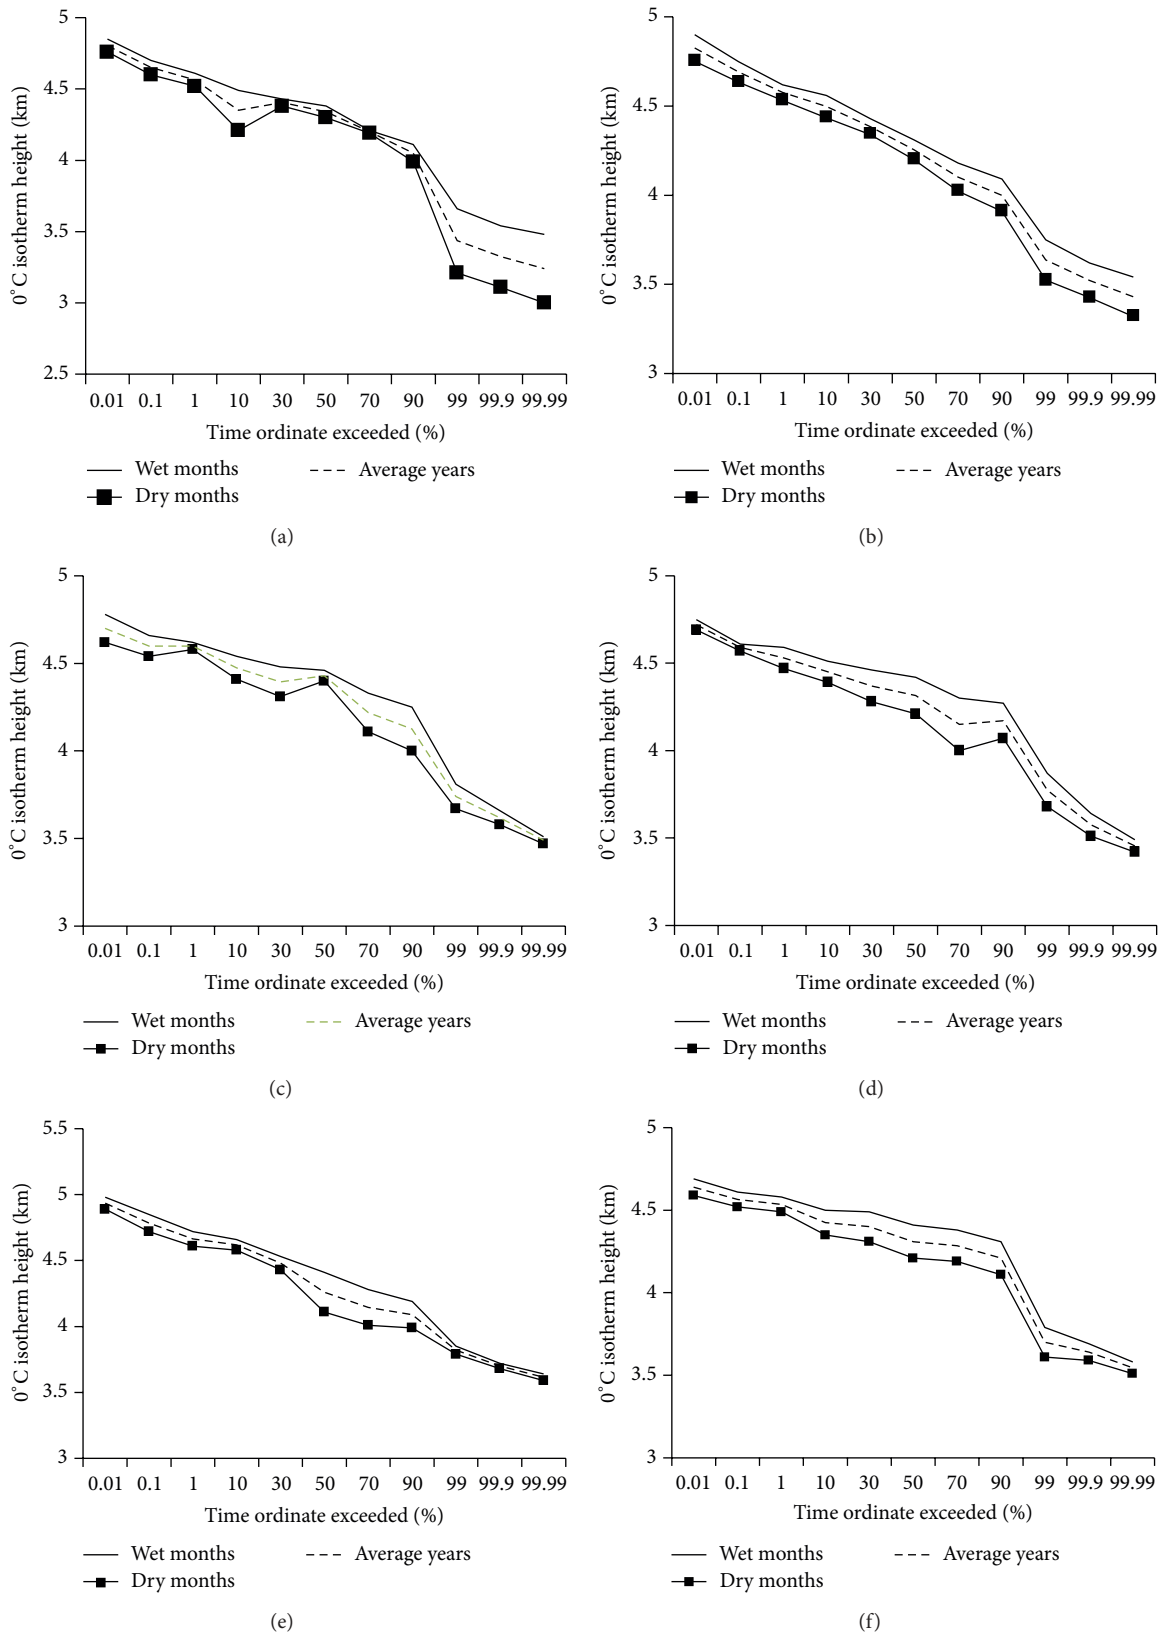 5
4.5
4
3.5
3
2.5
0°C isotherm height (km)
0.01 0.1 1 10 30 50 70 90 99 99.9 99.99
Time ordinate exceeded (%)
Wet months
Average years
Dry months
(a)
5
4.5
4
3.5
3
0°C isotherm height (km)
0.01 0.1 1 10 30 50 70 90 99 99.9 99.99
Time ordinate exceeded (%)
Wet months
Average years
Dry months
(b)
5
4.5
4
3.5
3
0°C isotherm height (km)
0.01 0.1 1 10 30 50 70 90 99 99.9 99.99
Time ordinate exceeded (%)
Wet months
Average years
Dry months
(c)
5
4.5
4
3.5
3
0°C isotherm height (km)
0.01 0.1 1 10 30 50 70 90 99 99.9 99.99
Time ordinate exceeded (%)
Wet months
Average years
Dry months
(d)
5.5
5
4.5
4
3.5
3
0°C isotherm height (km)
0.01 0.1 1 10 30 50 70 90 99 99.9 99.99
Time ordinate exceeded (%)
Wet months
Average years
Dry months
(e)
5
4.5
4
3.5
3
0°C isotherm height (km)
0.01 0.1 1 10 30 50 70 90 99 99.9 99.99
Time ordinate exceeded (%)
Wet months
Average years
Dry months
(f)